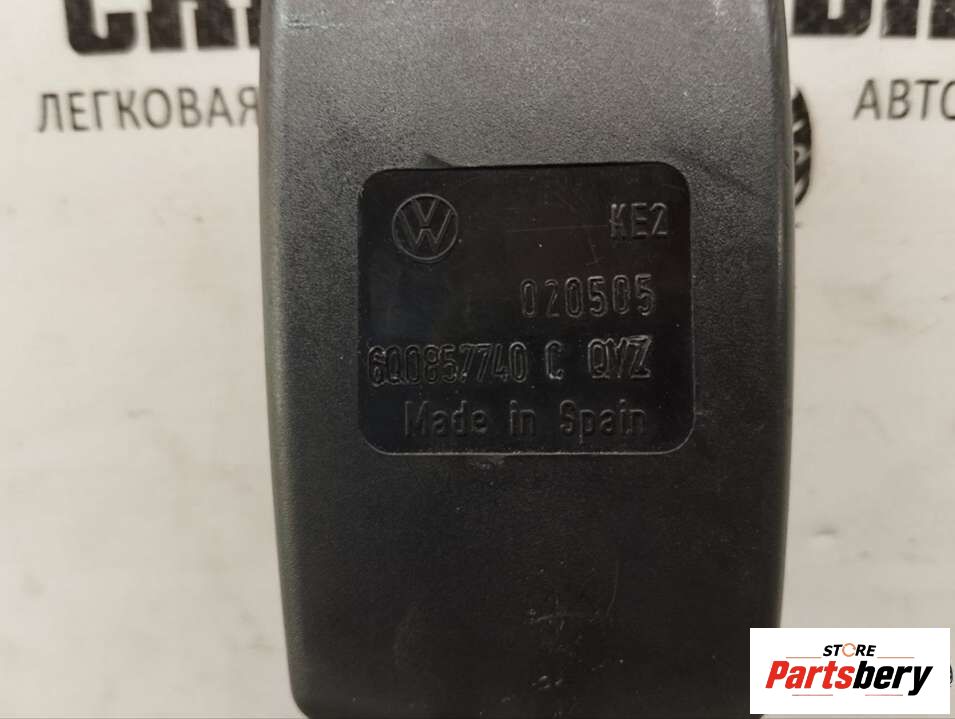 ЛЕГКОВАЯ
АВТО
KE2
020505
6Q0857740 C QVZ
Made in Spain
STORE
Partsbery